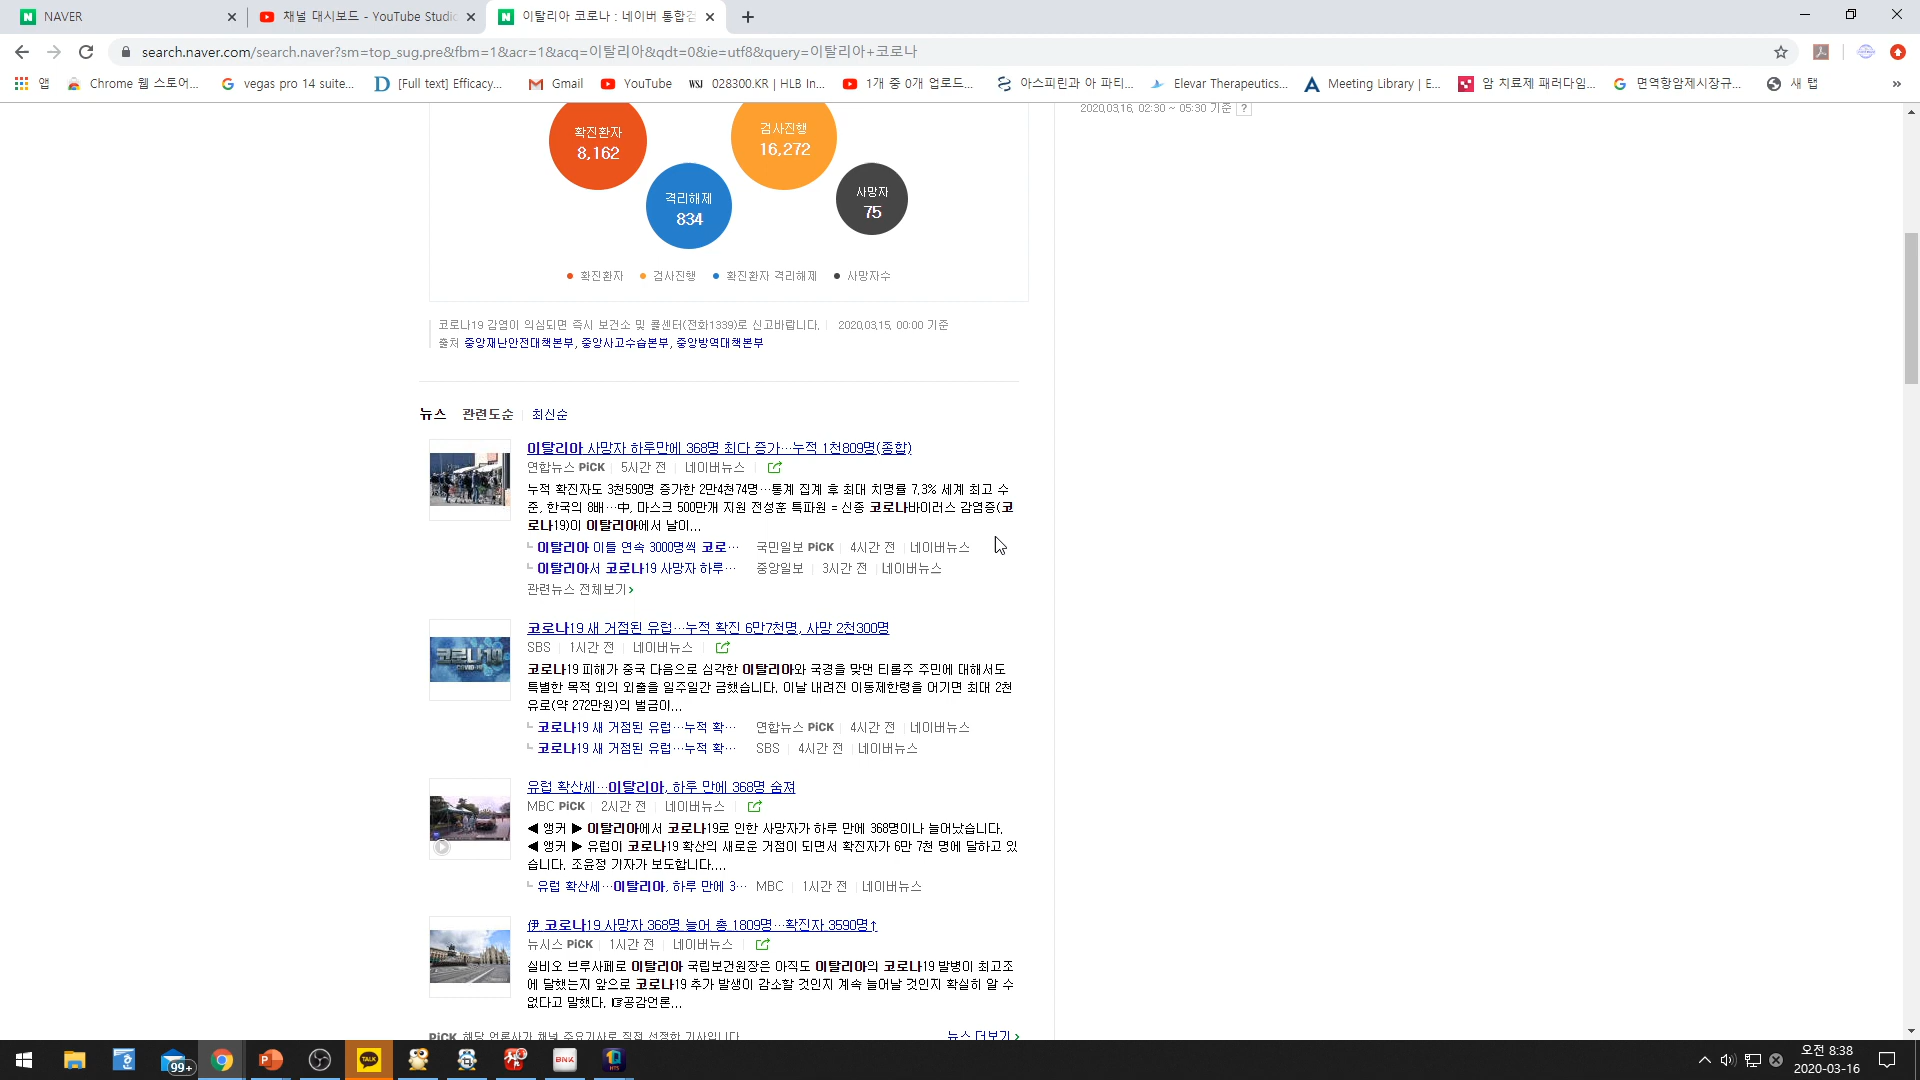 NAVER
채널 대시보드 - YouTube Studio
이탈리아 코로나 : 네이버 통합검
search.naver.com/search.naver?sm=top_sug.pre&fbm=1&acr=1&acq=이탈리아&qdt=0&ie=utf8&query=이탈리아+코로나
앱
Chrome 웹 스토어...
vegas pro 14 suite...
[Full text] Efficacy...
Gmail
YouTube
WSJ 028300.KR | HLB In...
1개 중 0개 업로드...
아스피린과 아 파티...
Elevar Therapeutics...
Meeting Library | E...
암 치료제 패러다임...
면역항암제시장규...
새 탭
»
2020.03.16. 02:30 ~ 05:30 기준 ?
확진환자
8,162
검사진행
16,272
격리해제
834
사망자
75
확진환자 검사진행 확진환자 격리해제 사망자수
코로나19 감염이 의심되면 즉시 보건소 및 콜센터(전화1339)로 신고바랍니다. 2020.03.15. 00:00 기준
출처 중앙재난안전대책본부, 중앙사고수습본부, 중앙방역대책본부
뉴스 관련도순 최신순
이탈리아 사망자 하루만에 368명 최다 증가…누적 1천809명(종합)
연합뉴스 PiCK 5시간 전 네이버뉴스
누적 확진자도 3천590명 증가한 2만4천74명…통계 집계 후 최대 치명률 7.3% 세계 최고 수
준, 한국의 8배…中, 마스크 500만개 지원 전성훈 특파원 = 신종 코로나바이러스 감염증(코
로나19)이 이탈리아에서 날이...
이탈리아 이틀 연속 3000명씩 코로… 국민일보 PiCK 4시간 전 네이버뉴스
이탈리아서 코로나19 사망자 하루… 중앙일보 3시간 전 네이버뉴스
관련뉴스 전체보기
코로나19 COVID-19
코로나19 새 거점된 유럽…누적 확진 6만7천명, 사망 2천300명
SBS 1시간 전 네이버뉴스
코로나19 피해가 중국 다음으로 심각한 이탈리아와 국경을 맞댄 티롤주 주민에 대해서도
특별한 목적 외의 외출을 일주일간 금했습니다. 이날 내려진 이동제한령을 어기면 최대 2천
유로(약 272만원)의 벌금이...
코로나19 새 거점된 유럽…누적 확… 연합뉴스 PiCK 4시간 전 네이버뉴스
코로나19 새 거점된 유럽…누적 확… SBS 4시간 전 네이버뉴스
유럽 확산세…이탈리아, 하루 만에 368명 숨져
MBC PiCK 2시간 전 네이버뉴스
◀ 앵커 ▶ 이탈리아에서 코로나19로 인한 사망자가 하루 만에 368명이나 늘어났습니다.
◀ 앵커 ▶ 유럽이 코로나19 확산의 새로운 거점이 되면서 확진자가 6만 7천 명에 달하고 있
습니다. 조윤정 기자가 보도합니다....
유럽 확산세…이탈리아, 하루 만에 3… MBC 1시간 전 네이버뉴스
伊 코로나19 사망자 368명 늘어 총 1809명…확진자 3590명↑
뉴시스 PiCK 1시간 전 네이버뉴스
실비오 브루사페로 이탈리아 국립보건원장은 아직도 이탈리아의 코로나19 발병이 최고조
에 달했는지 앞으로 코로나19 추가 발생이 감소할 것인지 계속 늘어날 것인지 확실히 알 수
없다고 말했다. ☞공감언론...
PiCK 해당 언론사가 채널 주요기사로 직접 선정한 기사입니다.
뉴스 더보기
99+
TALK
BNK
HTS
오전 8:38
2020-03-16